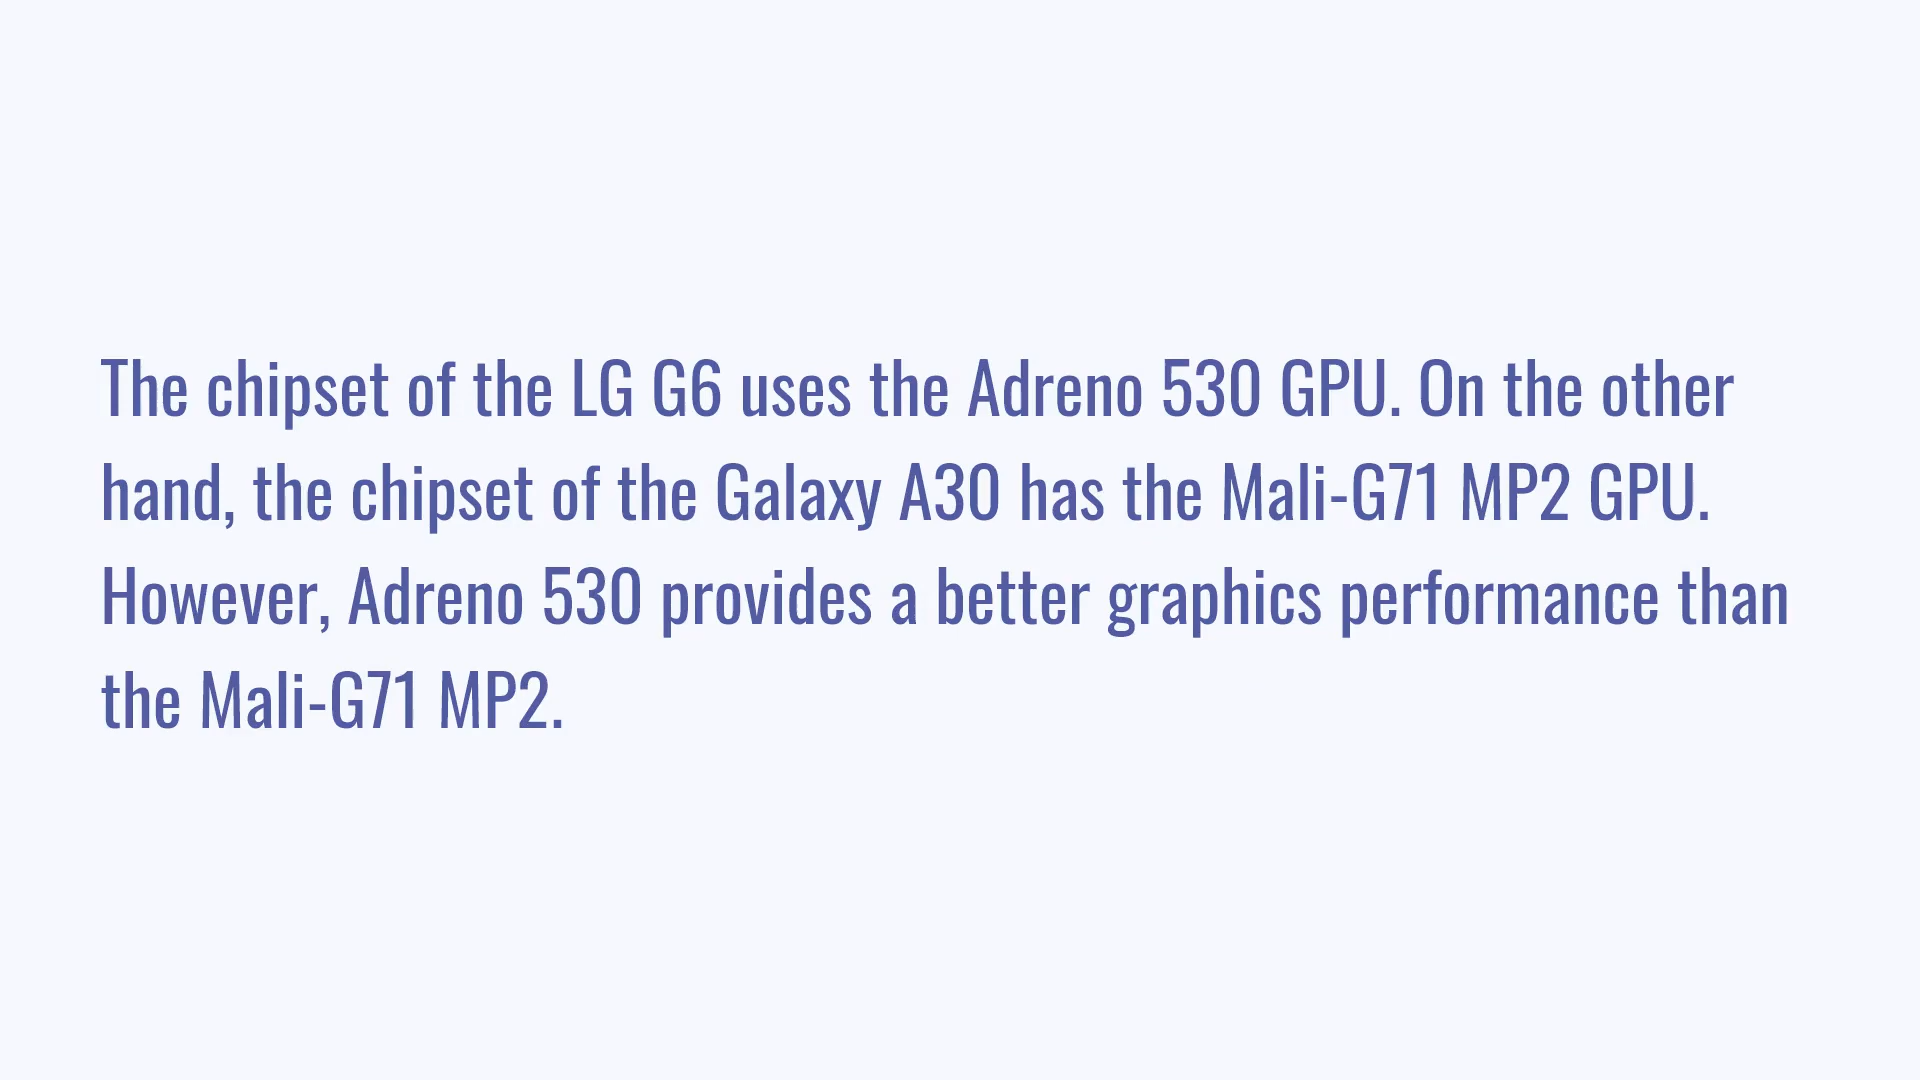 The chipset of the LG G6 uses the Adreno 530 GPU. On the other
hand, the chipset of the Galaxy A30 has the Mali-G71 MP2 GPU.
However, Adreno 530 provides a better graphics performance than
the Mali-G71 MP2.